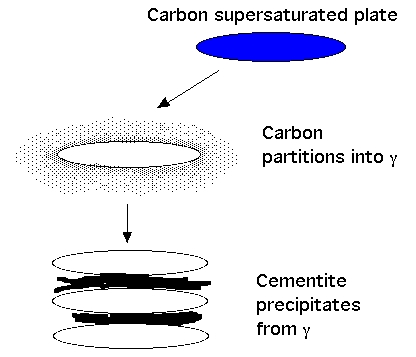 Carbon supersaturated plate
Carbon
partitions into γ
Cementite
precipitates
from γ